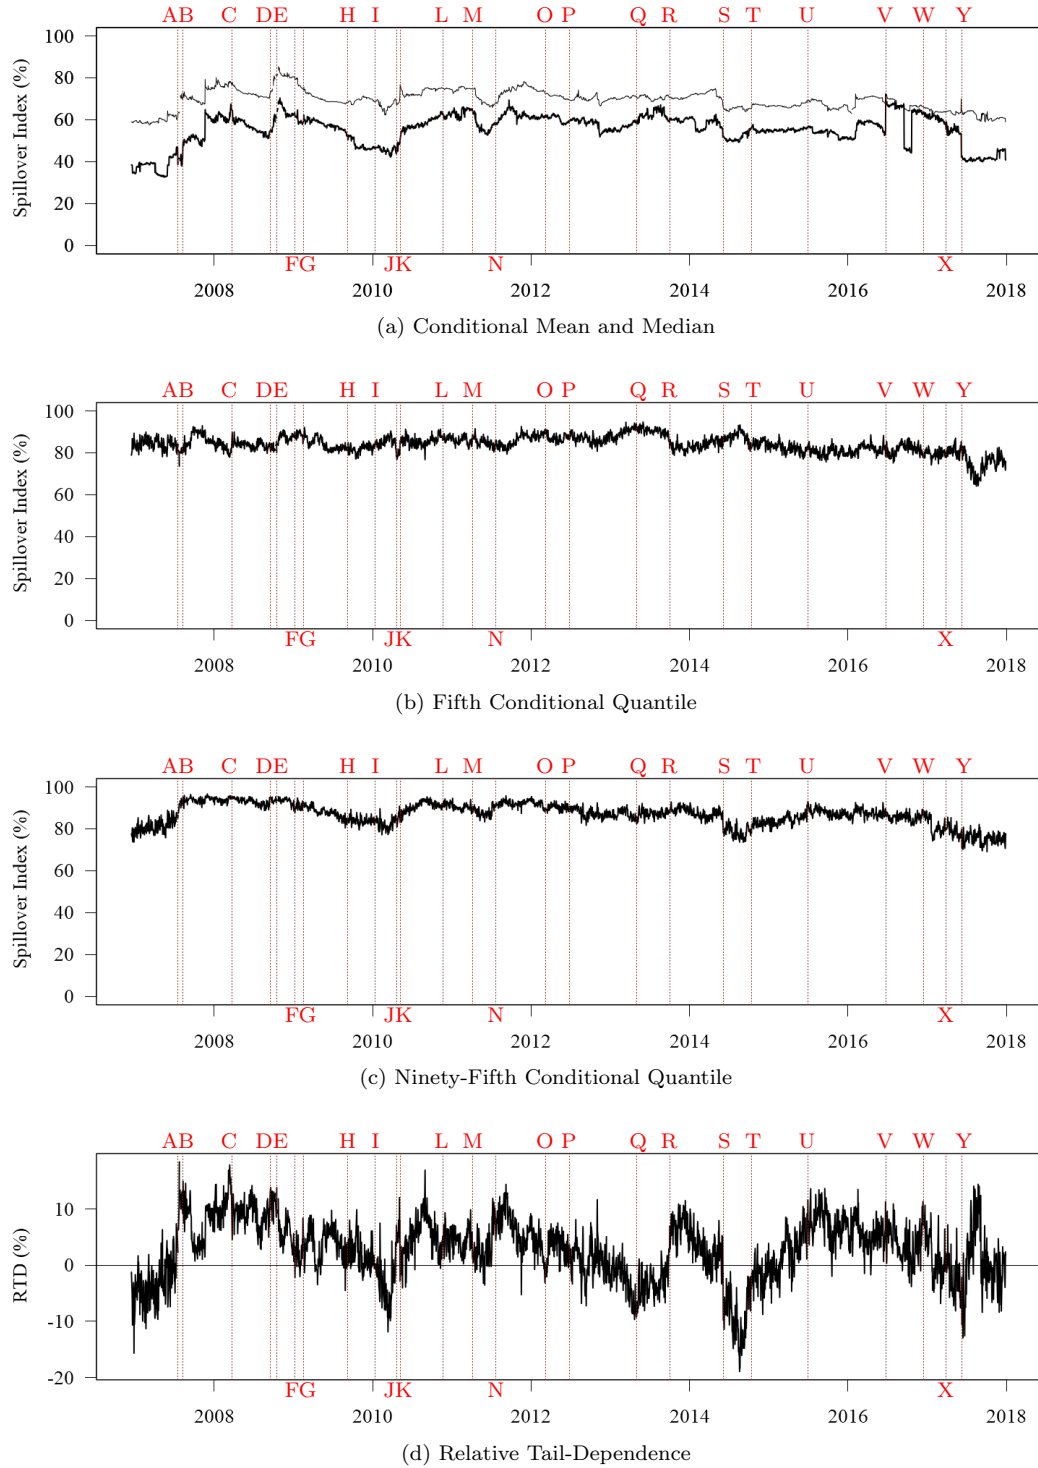 AB C DE H I L M O P Q R S T U V W Y
Spillover Index (%)
100
80
60
40
20
0
FG JK N X
2008 2010 2012 2014 2016 2018
(a) Conditional Mean and Median
AB C DE H I L M O P Q R S T U V W Y
Spillover Index (%)
100
80
60
40
20
0
FG JK N X
2008 2010 2012 2014 2016 2018
(b) Fifth Conditional Quantile
AB C DE H I L M O P Q R S T U V W Y
Spillover Index (%)
100
80
60
40
20
0
FG JK N X
2008 2010 2012 2014 2016 2018
(c) Ninety-Fifth Conditional Quantile
AB C DE H I L M O P Q R S T U V W Y
RTD (%)
10
0
-10
-20
FG JK N X
2008 2010 2012 2014 2016 2018
(d) Relative Tail-Dependence